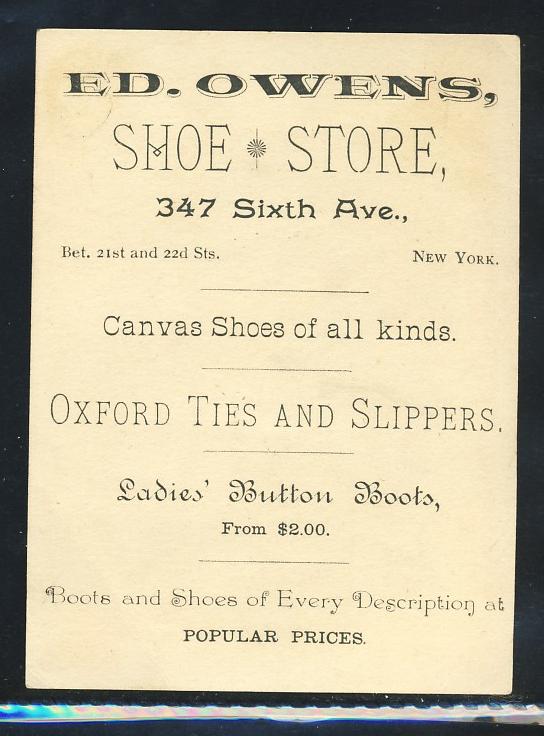 ED. OWENS,
SHOE STORE,
347 Sixth Ave.,
Bet. 21st and 22d Sts. NEW YORK.
Canvas Shoes of all kinds.
OXFORD TIES AND SLIPPERS.
Ladies' Button Boots,
From $2.00.
Boots and Shoes of Every Description at
POPULAR PRICES.